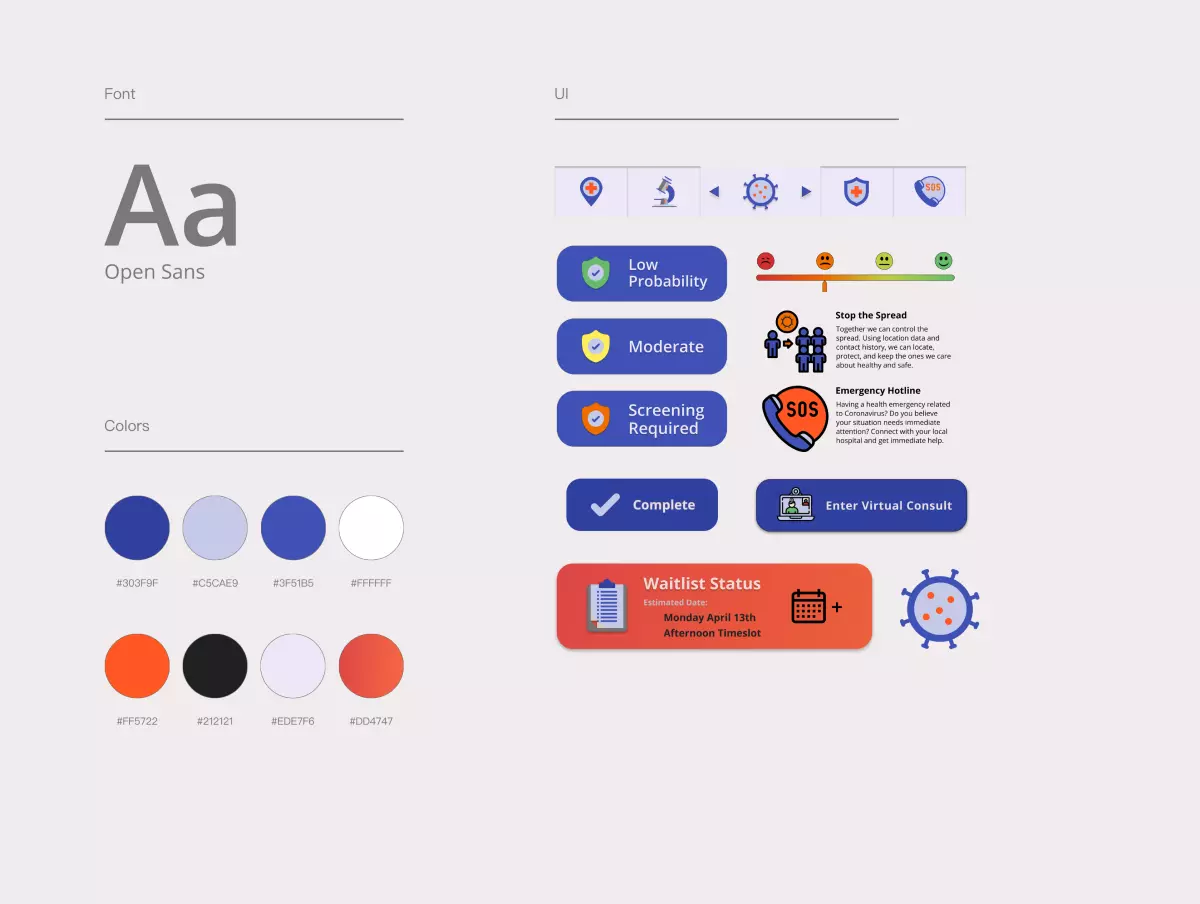 Font
Aa
Open Sans
Colors
#303F9F
#C5CAE9
#3F51B5
#FFFFFF
#FF5722
#212121
#EDE7F6
#DD4747
UI
SOS
Low
Probability
Moderate
Screening
Required
Stop the Spread
Together we can control the
spread. Using location data and
contact history, we can locate,
protect, and keep the ones we care
about healthy and safe.
SOS
Emergency Hotline
Having a health emergency related
to Coronavirus? Do you believe
your situation needs immediate
attention? Connect with your local
hospital and get immediate help.
Complete
Enter Virtual Consult
Waitlist Status
Estimated Date:
Monday April 13th
Afternoon Timeslot
+